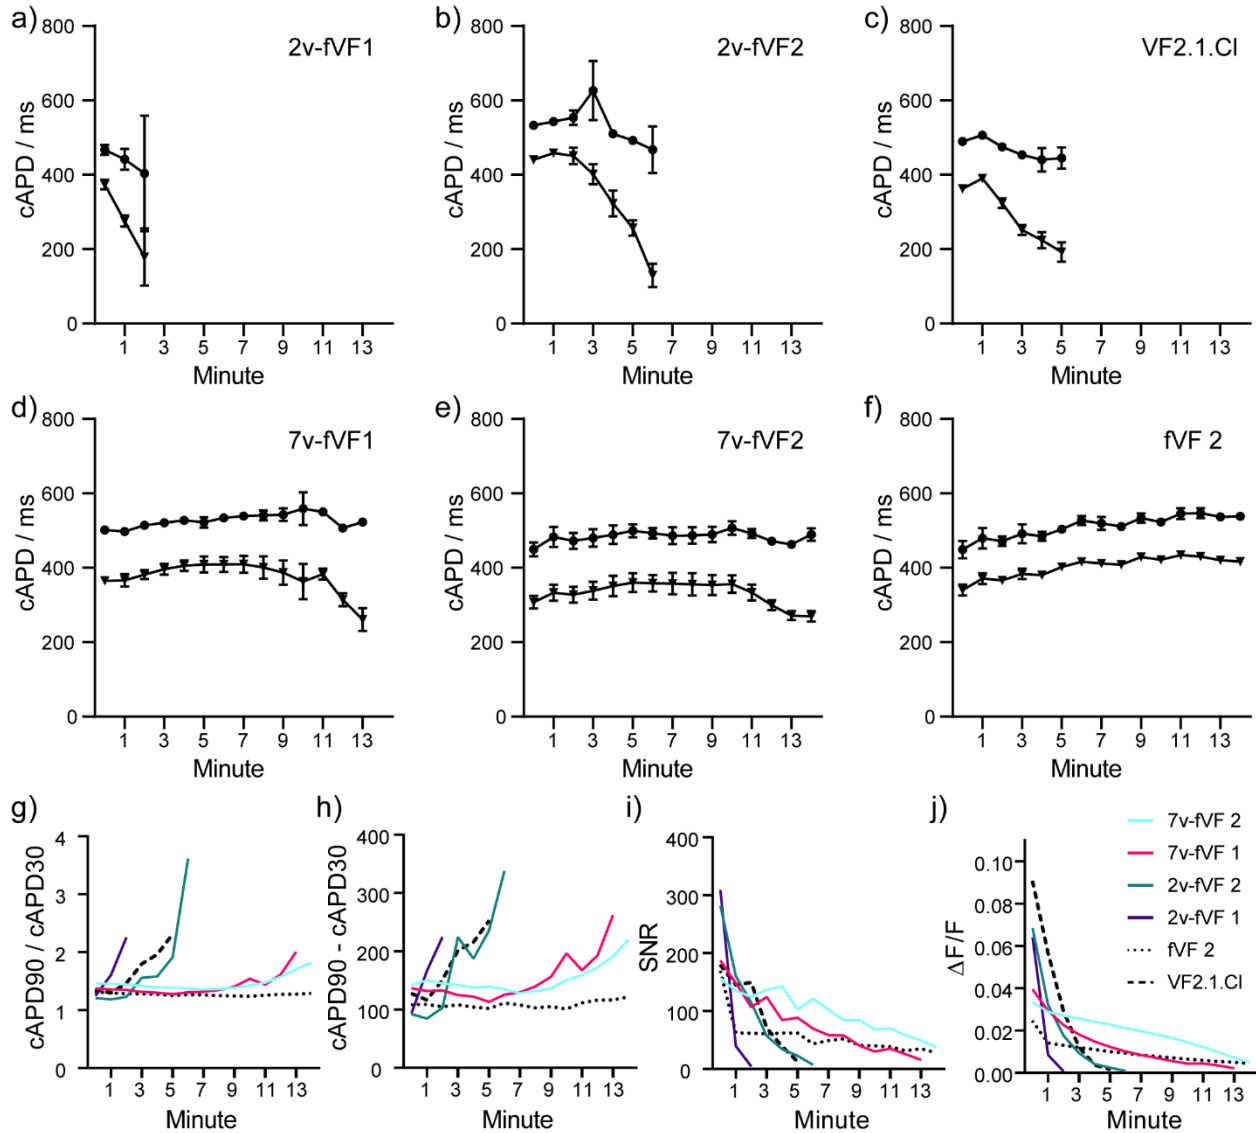 a)
2v-fVF1
800
600
400
200
0
cAPD / ms
1 3 5 7 9 11 13
Minute
b)
2v-fVF2
800
600
400
200
0
cAPD / ms
1 3 5 7 9 11 13
Minute
c)
VF2.1.Cl
800
600
400
200
0
cAPD / ms
1 3 5 7 9 11 13
Minute
d)
7v-fVF1
800
600
400
200
0
cAPD / ms
1 3 5 7 9 11 13
Minute
e)
7v-fVF2
800
600
400
200
0
cAPD / ms
1 3 5 7 9 11 13
Minute
f)
fVF 2
800
600
400
200
0
cAPD / ms
1 3 5 7 9 11 13
Minute
g)
4
3
2
1
0
cAPD90 / cAPD30
1 3 5 7 9 11 13
Minute
h)
400
300
200
100
0
cAPD90 - cAPD30
1 3 5 7 9 11 13
Minute
i)
400
300
200
100
0
SNR
1 3 5 7 9 11 13
Minute
j)
0.10
0.08
0.06
0.04
0.02
0.00
ΔF/F
1 3 5 7 9 11 13
Minute
7v-fVF 2
7v-fVF 1
2v-fVF 2
2v-fVF 1
fVF 2
VF2.1.Cl